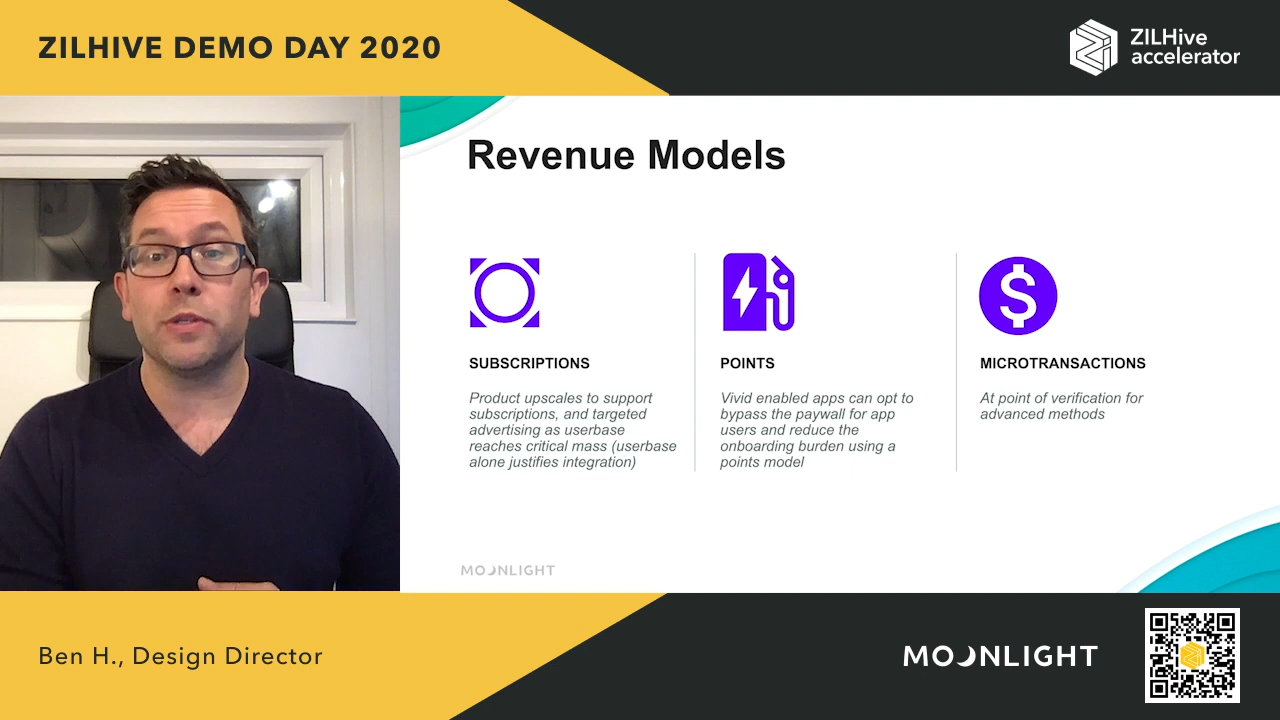 ZILHIVE DEMO DAY 2020
ZILHive
accelerator
Revenue Models
SUBSCRIPTIONS
Product upscales to support
subscriptions, and targeted
advertising as userbase
reaches critical mass (userbase
alone justifies integration)
POINTS
Vivid enabled apps can opt to
bypass the paywall for app
users and reduce the
onboarding burden using a
points model
MICROTRANSACTIONS
At point of verification for
advanced methods
MOONLIGHT
Ben H., Design Director
MOONLIGHT